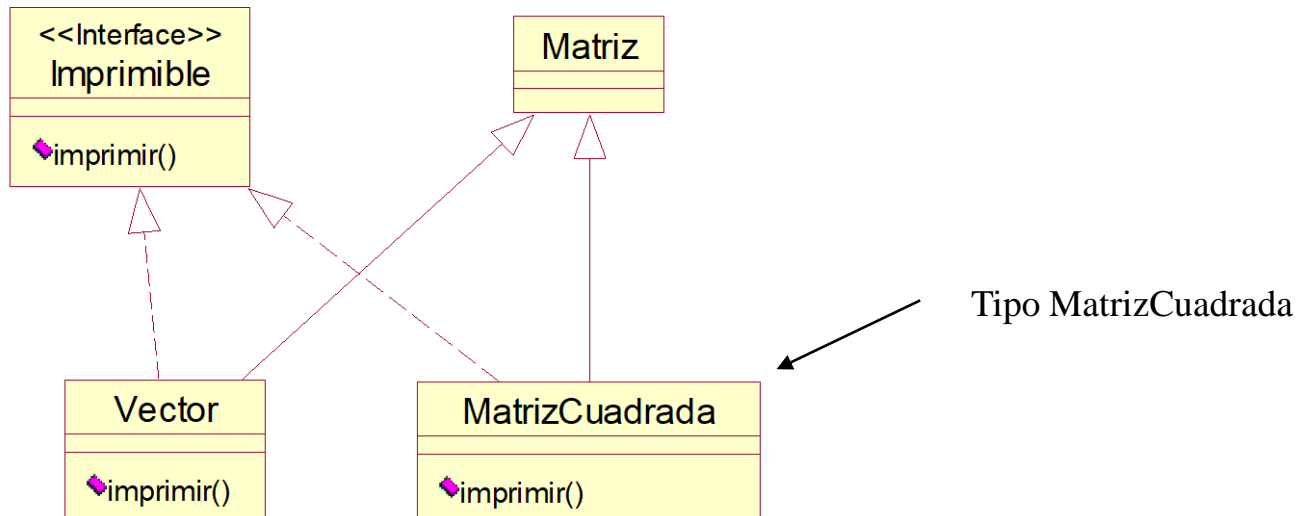 <<Interface>>
Imprimible
imprimir()
Matriz
Tipo MatrizCuadrada
Vector
imprimir()
MatrizCuadrada
imprimir()